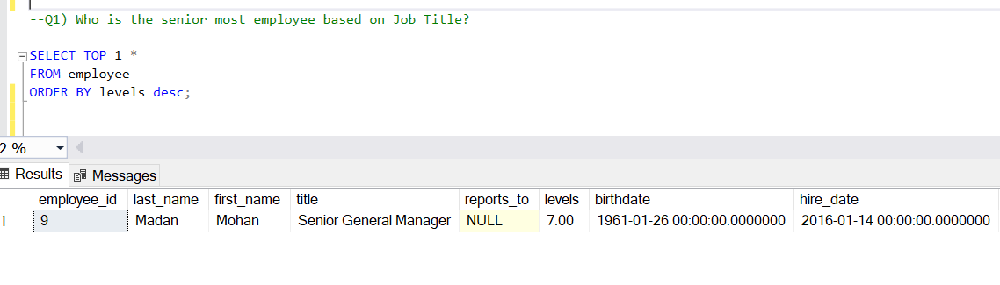 --Q1) Who is the senior most employee based on Job Title?
SELECT TOP 1 *
FROM employee
ORDER BY levels desc;
2 %
Results Messages
employee_id last_name first_name title reports_to levels birthdate hire_date
1 9 Madan Mohan Senior General Manager NULL 7.00 1961-01-26 00:00:00.0000000 2016-01-14 00:00:00.0000000